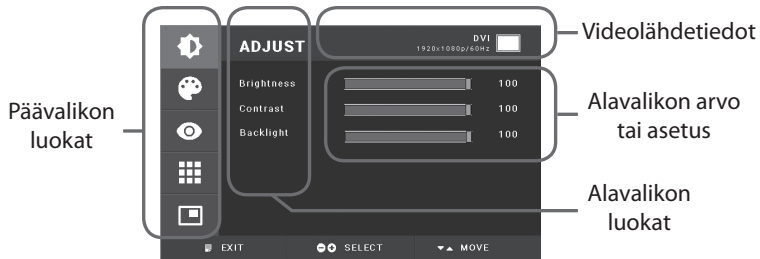 DVI
ADJUST
1920x1080p/60Hz
Videolähdetiedot
Brightness 100
Contrast 100
Backlight 100
Päävalikon
luokat
Alavalikon arvo
tai asetus
Alavalikon
luokat
EXIT SELECT MOVE